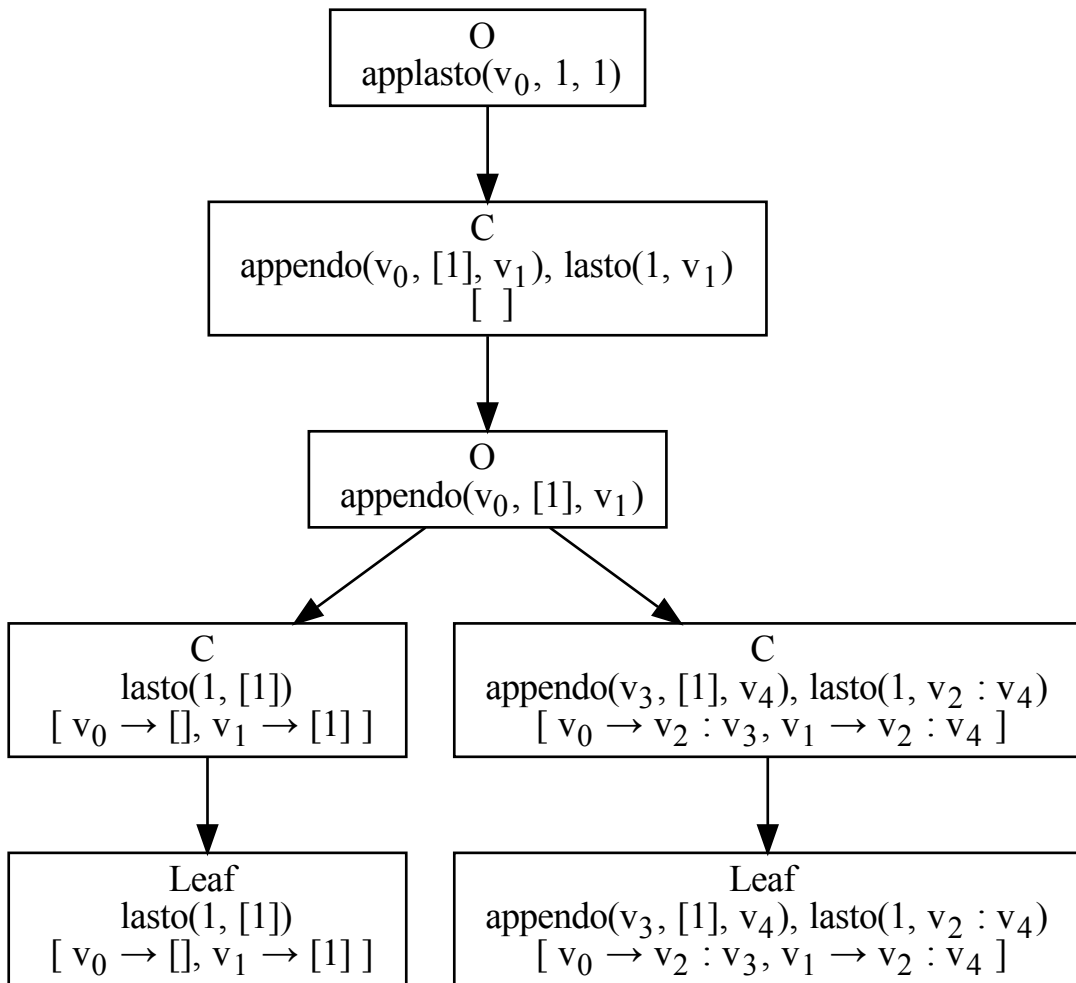 O
applasto(v₀, 1, 1)
C
appendo(v₀, [1], v₁), lasto(1, v₁)
[ ]
O
appendo(v₀, [1], v₁)
C
lasto(1, [1])
[ v₀ → [], v₁ → [1] ]
C
appendo(v₃, [1], v₄), lasto(1, v₂ : v₄)
[ v₀ → v₂ : v₃, v₁ → v₂ : v₄ ]
Leaf
lasto(1, [1])
[ v₀ → [], v₁ → [1] ]
Leaf
appendo(v₃, [1], v₄), lasto(1, v₂ : v₄)
[ v₀ → v₂ : v₃, v₁ → v₂ : v₄ ]